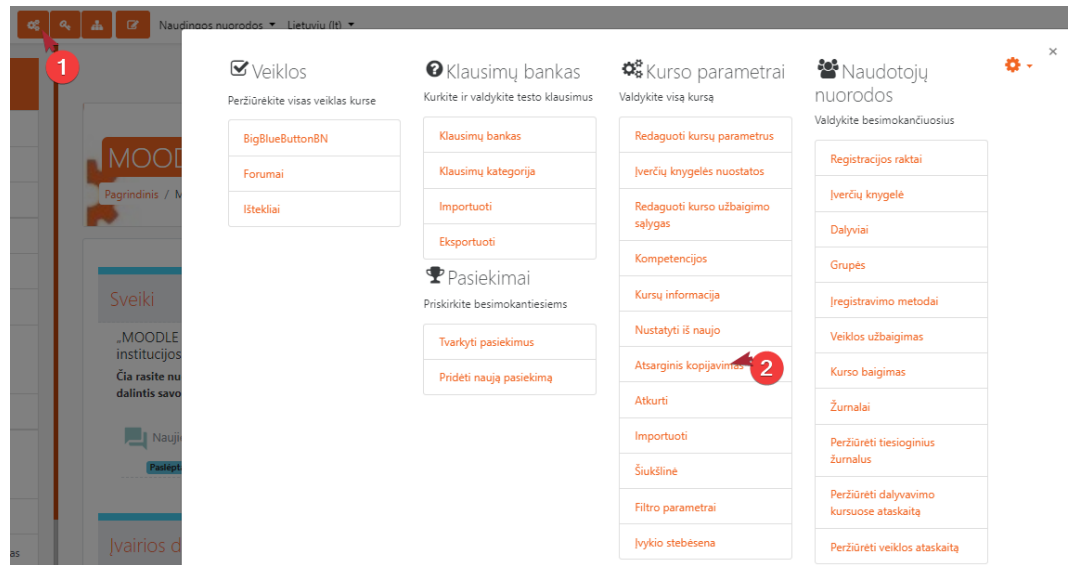 Naudingos nuorodos Lietuvių (lt)
1
MOOD
Pagrindinis / M
Sveiki
„MOODLE
institucijos
Čia rasite nu
dalintis savo
Naujie
Paslėpt
Įvairios d
as
×
Veiklos
Peržiūrėkite visas veiklas kurse
BigBlueButtonBN
Forumai
Ištekliai
Klausimų bankas
Kurkite ir valdykite testo klausimus
Klausimų bankas
Klausimų kategorija
Importuoti
Eksportuoti
Pasiekimai
Priskirkite besimokantiesiems
Tvarkyti pasiekimus
Pridėti naują pasiekimą
Kurso parametrai
Valdykite visą kursą
Redaguoti kursų parametrus
Įverčių knygelės nuostatos
Redaguoti kurso užbaigimo
sąlygas
Kompetencijos
Kursų informacija
Nustatyti iš naujo
Atsarginis kopijavimas
2
Atkurti
Importuoti
Šiukšlinė
Filtro parametrai
Įvykio stebėsena
Naudotojų
nuorodos
Valdykite besimokančiuosius
Registracijos raktai
Įverčių knygelė
Dalyviai
Grupės
Įregistravimo metodai
Veiklos užbaigimas
Kurso baigimas
Žurnalai
Peržiūrėti tiesioginius
žurnalus
Peržiūrėti dalyvavimo
kursuose ataskaitą
Peržiūrėti veiklos ataskaitą